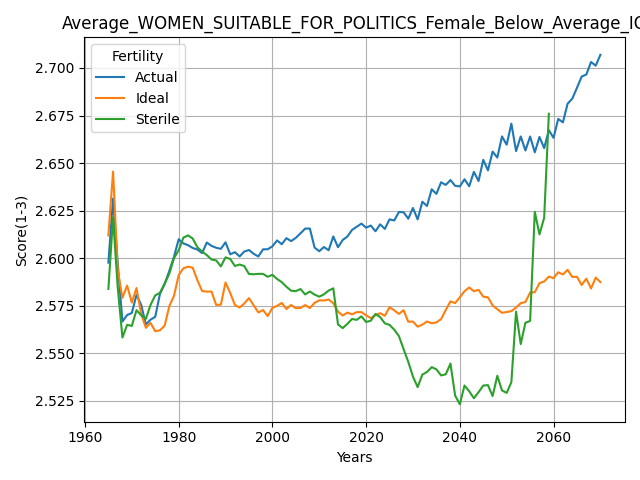 Average_WOMEN_SUITABLE_FOR_POLITICS_Female_Below_Average_IQ
Fertility
Actual
Ideal
Sterile
Score(1-3)
2.700
2.675
2.650
2.625
2.600
2.575
2.550
2.525
1960 1980 2000 2020 2040 2060
Years